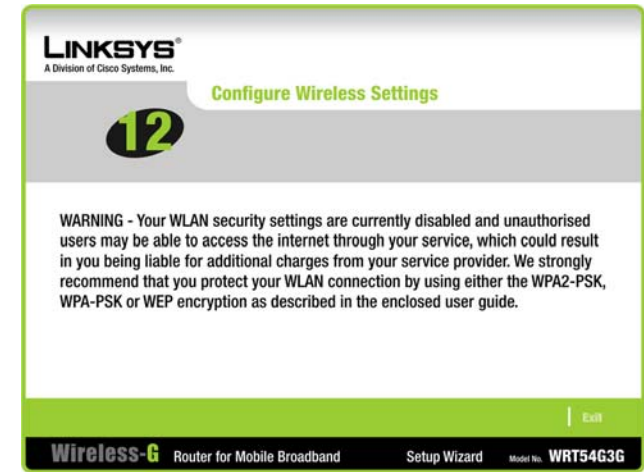 LINKSYS®
A Division of Cisco Systems, Inc.
Configure Wireless Settings
12
WARNING - Your WLAN security settings are currently disabled and unauthorised
users may be able to access the internet through your service, which could result
in you being liable for additional charges from your service provider. We strongly
recommend that you protect your WLAN connection by using either the WPA2-PSK,
WPA-PSK or WEP encryption as described in the enclosed user guide.
Exit
Wireless-G Router for Mobile Broadband Setup Wizard Model No. WRT54G3G